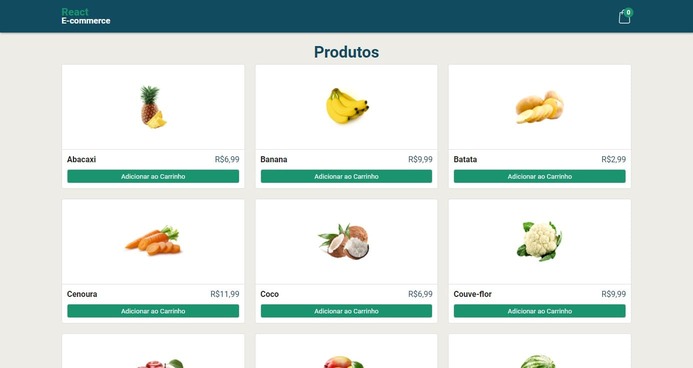 React
E-commerce
0
Produtos
Abacaxi R$6,99
Adicionar ao Carrinho
Banana R$9,99
Adicionar ao Carrinho
Batata R$2,99
Adicionar ao Carrinho
Cenoura R$11,99
Adicionar ao Carrinho
Coco R$6,99
Adicionar ao Carrinho
Couve-flor R$9,99
Adicionar ao Carrinho